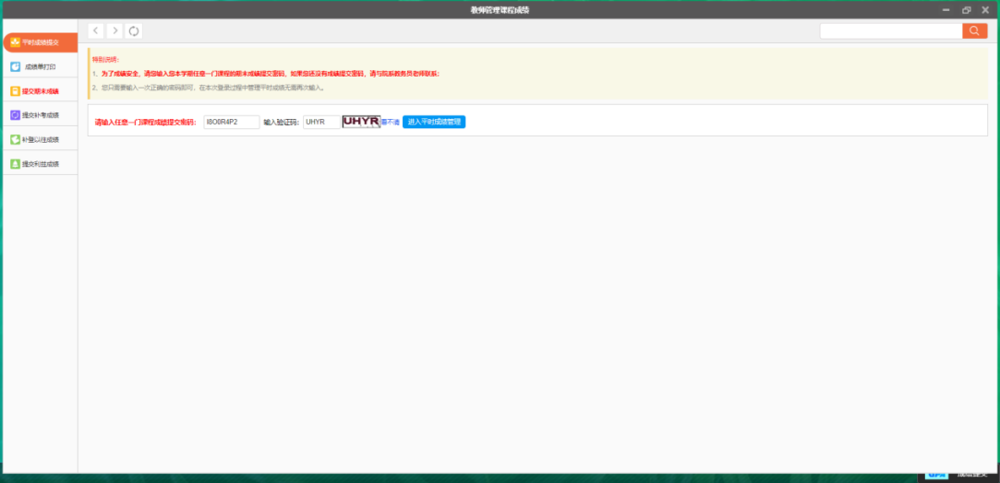 教师管理课程成绩
平时成绩提交
成绩单打印
提交期末成绩
提交补考成绩
补登以往成绩
提交利兹成绩
特别说明：
1、为了成绩安全，请您输入您本学期任意一门课程的期末成绩提交密码，如果您还没有成绩提交密码，请与院系教务员老师联系；
2、您只需要输入一次正确的密码即可，在本次登录过程中管理平时成绩无需再次输入。
请输入任意一门课程成绩提交密码： I8O0R4P2 输入验证码： UHYR UHYR 看不清 进入平时成绩管理
成绩提交